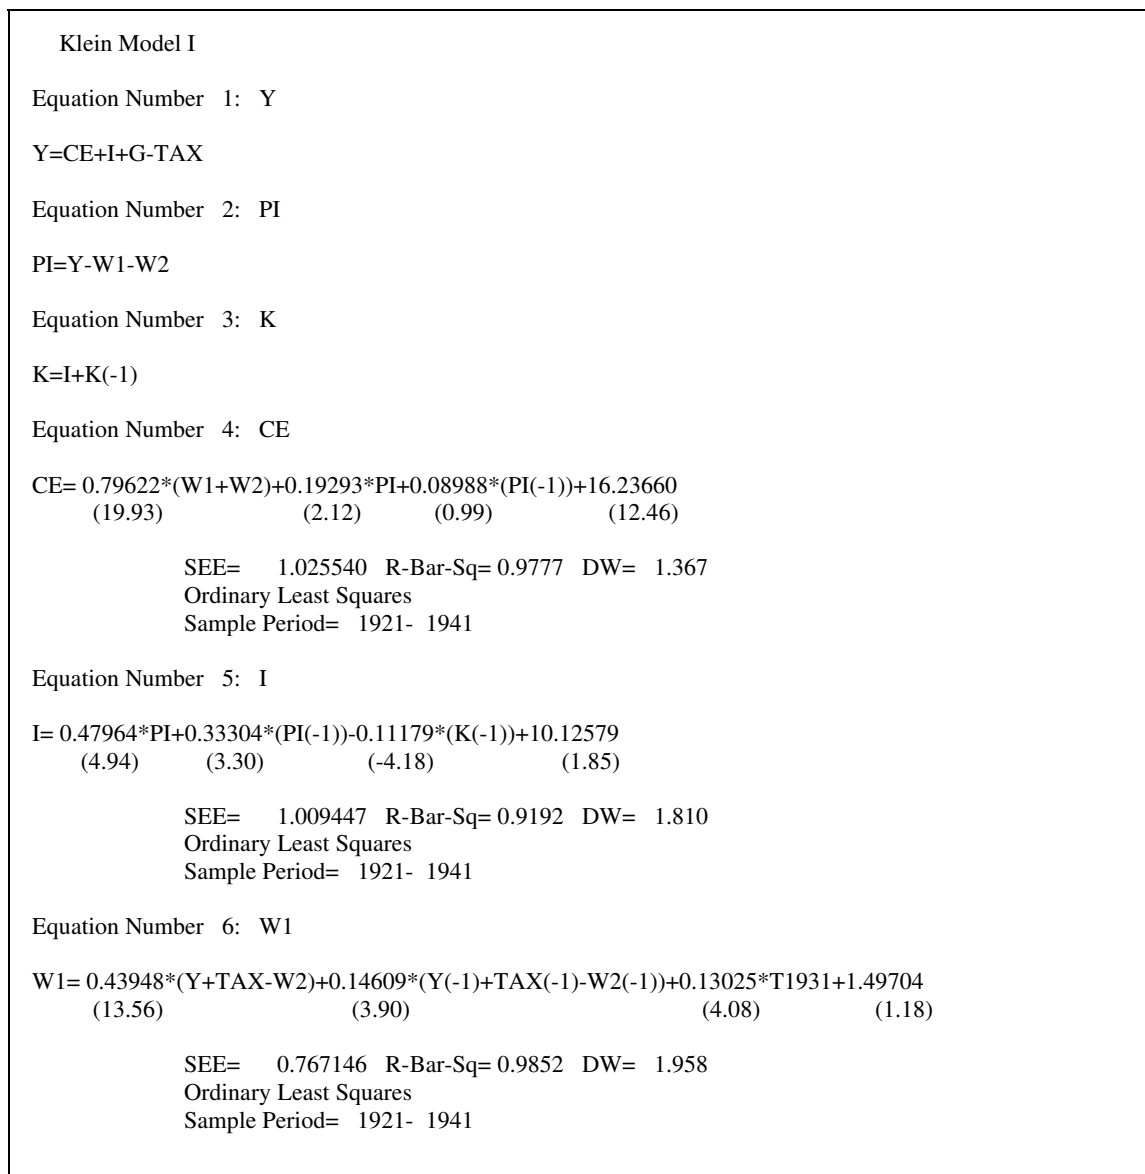 Klein Model I
Equation Number 1: Y
Y=CE+I+G-TAX
Equation Number 2: PI
PI=Y-W1-W2
Equation Number 3: K
K=I+K(-1)
Equation Number 4: CE
CE= 0.79622*(W1+W2)+0.19293*PI+0.08988*(PI(-1))+16.23660
(19.93) (2.12) (0.99) (12.46)
SEE= 1.025540 R-Bar-Sq= 0.9777 DW= 1.367
Ordinary Least Squares
Sample Period= 1921- 1941
Equation Number 5: I
I= 0.47964*PI+0.33304*(PI(-1))-0.11179*(K(-1))+10.12579
(4.94) (3.30) (-4.18) (1.85)
SEE= 1.009447 R-Bar-Sq= 0.9192 DW= 1.810
Ordinary Least Squares
Sample Period= 1921- 1941
Equation Number 6: W1
W1= 0.43948*(Y+TAX-W2)+0.14609*(Y(-1)+TAX(-1)-W2(-1))+0.13025*T1931+1.49704
(13.56) (3.90) (4.08) (1.18)
SEE= 0.767146 R-Bar-Sq= 0.9852 DW= 1.958
Ordinary Least Squares
Sample Period= 1921- 1941